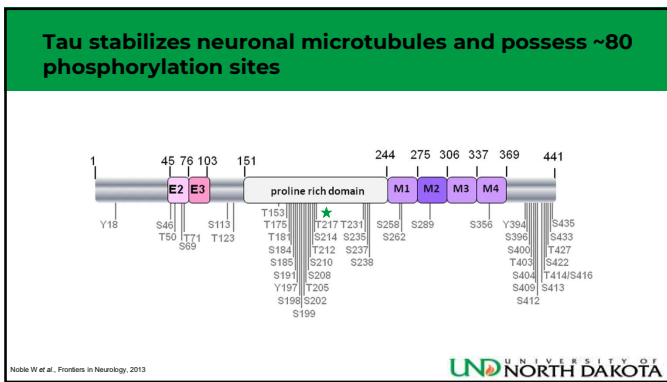 Tau stabilizes neuronal microtubules and possess ~80
phosphorylation sites
1 45 76 103 151 244 275 306 337 369 441
E2 E3 proline rich domain M1 M2 M3 M4
Y18 S46 T50 T71 S69 S113 T123
T153
T175
T181
S184
S185
S191
Y197
S198
S199
T217
S214
T212
S210
S208
T205
S202
T231
S235
S237
S238
S258
S262
S289
S356
Y394
S396
S400
T403
S404
S409
S412
S435
S433
T427
S422
T414/S416
S413
Noble W et al., Frontiers in Neurology, 2013
UND UNIVERSITY OF
NORTH DAKOTA